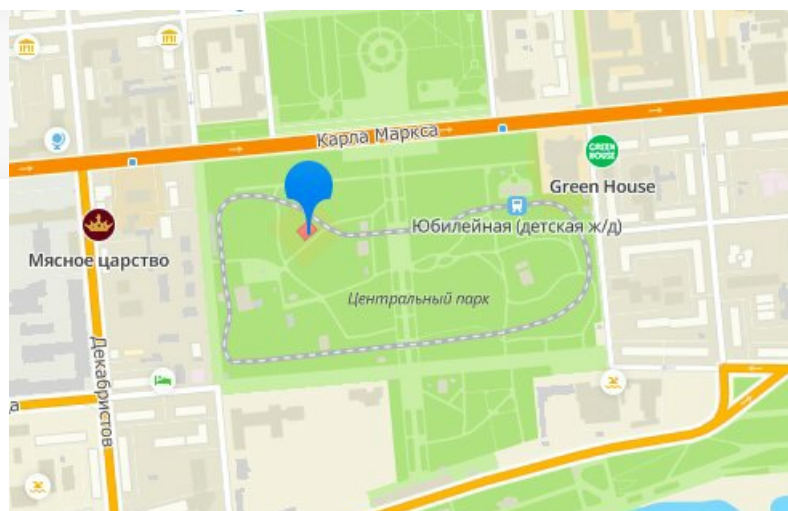 Карла Маркса
GREEN
HOUSE
Green House
Юбилейная (детская ж/д)
Мясное царство
Центральный парк
Декабристов
а